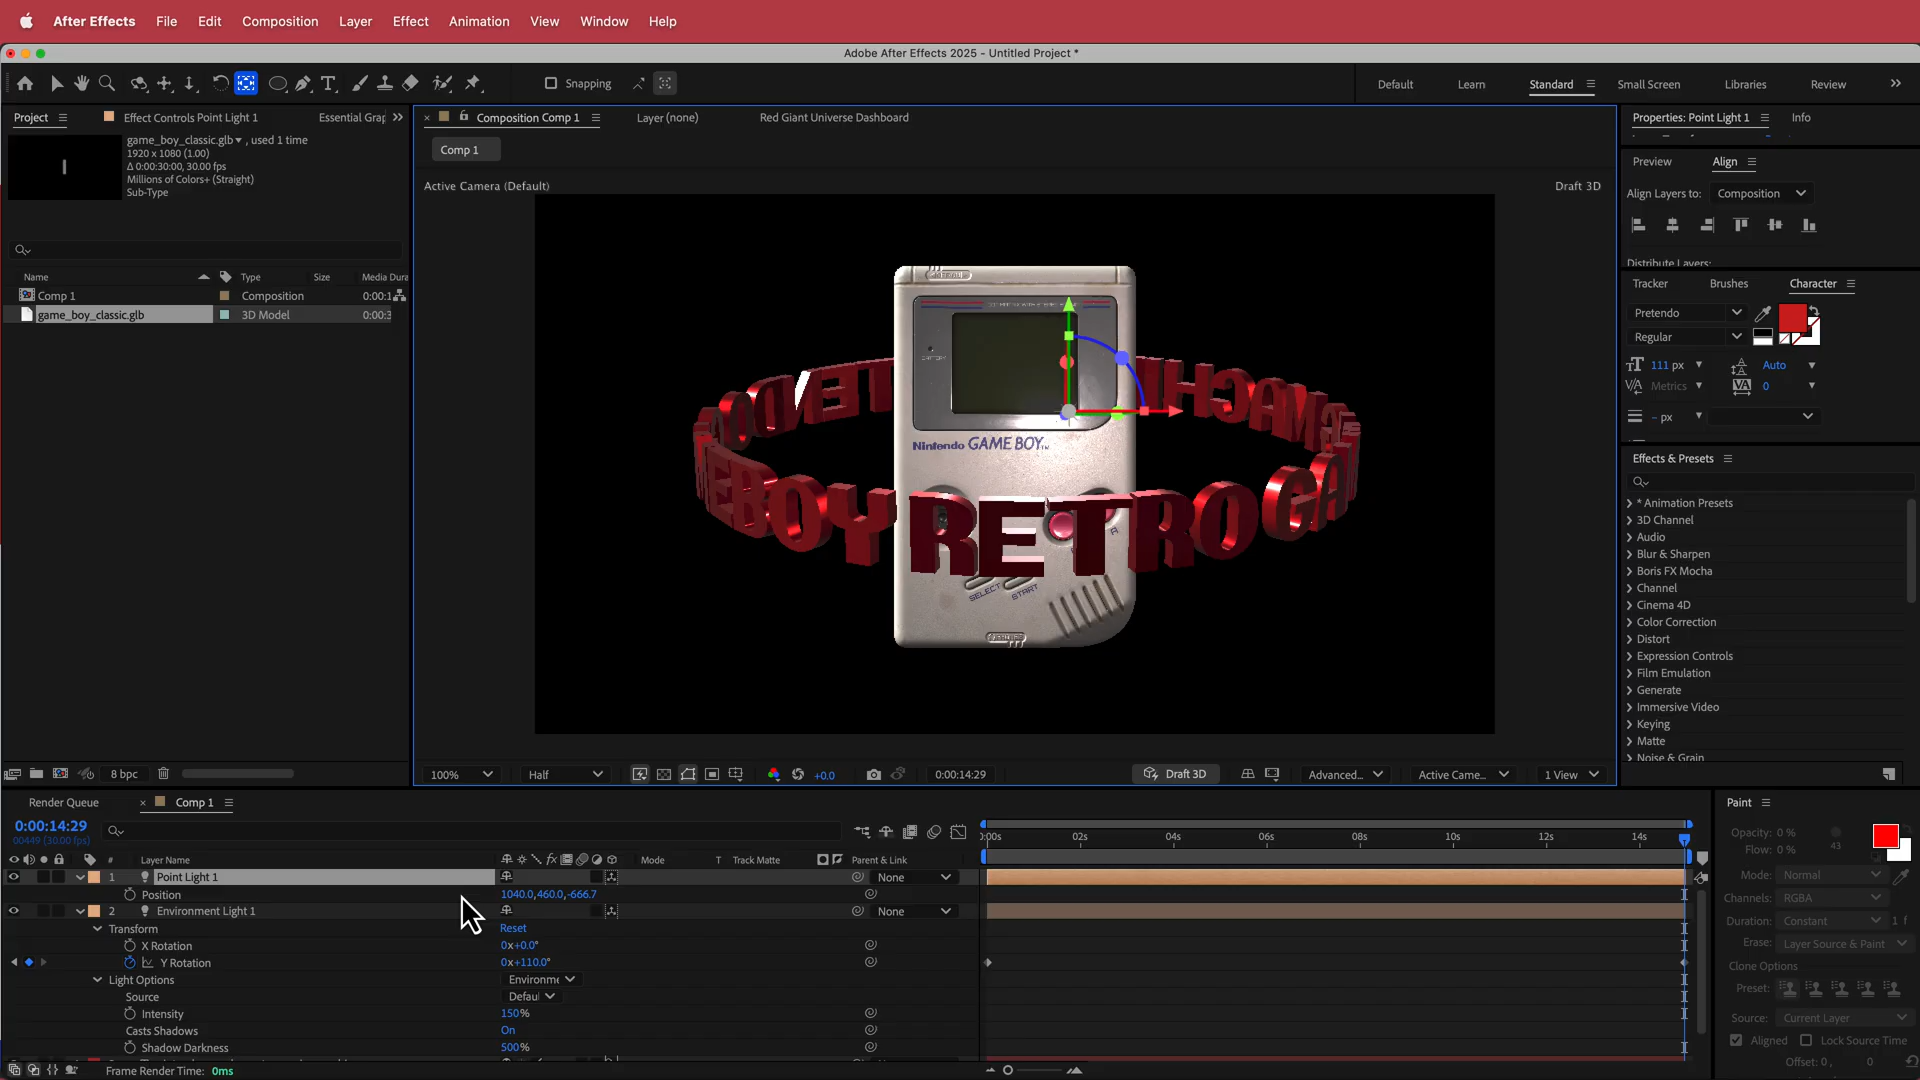 After Effects File Edit Composition Layer Effect Animation View Window Help
Adobe After Effects 2025 - Untitled Project *
Snapping
Default Learn Standard Small Screen Libraries Review
Project Effect Controls Point Light 1 Essential Grap
game_boy_classic.glb , used 1 time
1920 x 1080 (1.00)
Δ 0:00:30:00, 30.00 fps
Millions of Colors+ (Straight)
Sub-Type
Name Type Size Media Dura
Comp 1 Composition 0:00:1
game_boy_classic.glb 3D Model 0:00:3
8 bpc
Composition Comp 1 Layer (none) Red Giant Universe Dashboard
Comp 1
Active Camera (Default) Draft 3D
BATTERY
Nintendo GAME BOY™
BOY RETRO GA
A
SELECT START
100% Half +0.0 0:00:14:29 Draft 3D Advanced... Active Came... 1 View
Properties: Point Light 1 Info
Preview Align
Align Layers to: Composition
Distribute Layers:
Tracker Brushes Character
Pretendo
Regular
111 px Auto
Metrics 0
- px
Effects & Presets
* Animation Presets
3D Channel
Audio
Blur & Sharpen
Boris FX Mocha
Channel
Cinema 4D
Color Correction
Distort
Expression Controls
Film Emulation
Generate
Immersive Video
Keying
Matte
Noise & Grain
Render Queue Comp 1
0:00:14:29
00449 (30.00 fps)
):00s 02s 04s 06s 08s 10s 12s 14s
# Layer Name Mode T Track Matte Parent & Link
1 Point Light 1 None
Position 1040.0,460.0,-666.7
2 Environment Light 1 None
Transform Reset
X Rotation 0x+0.0°
Y Rotation 0x+110.0°
Light Options Environme
Source Defaul
Intensity 150%
Casts Shadows On
Shadow Darkness 500%
Frame Render Time: 0ms
Paint
Opacity: 0 %
Flow: 0 % 43
Mode: Normal
Channels: RGBA
Duration: Constant 1 f
Erase: Layer Source & Paint
Clone Options
Preset:
Source: Current Layer
Aligned Lock Source Time
Offset: 0 , 0